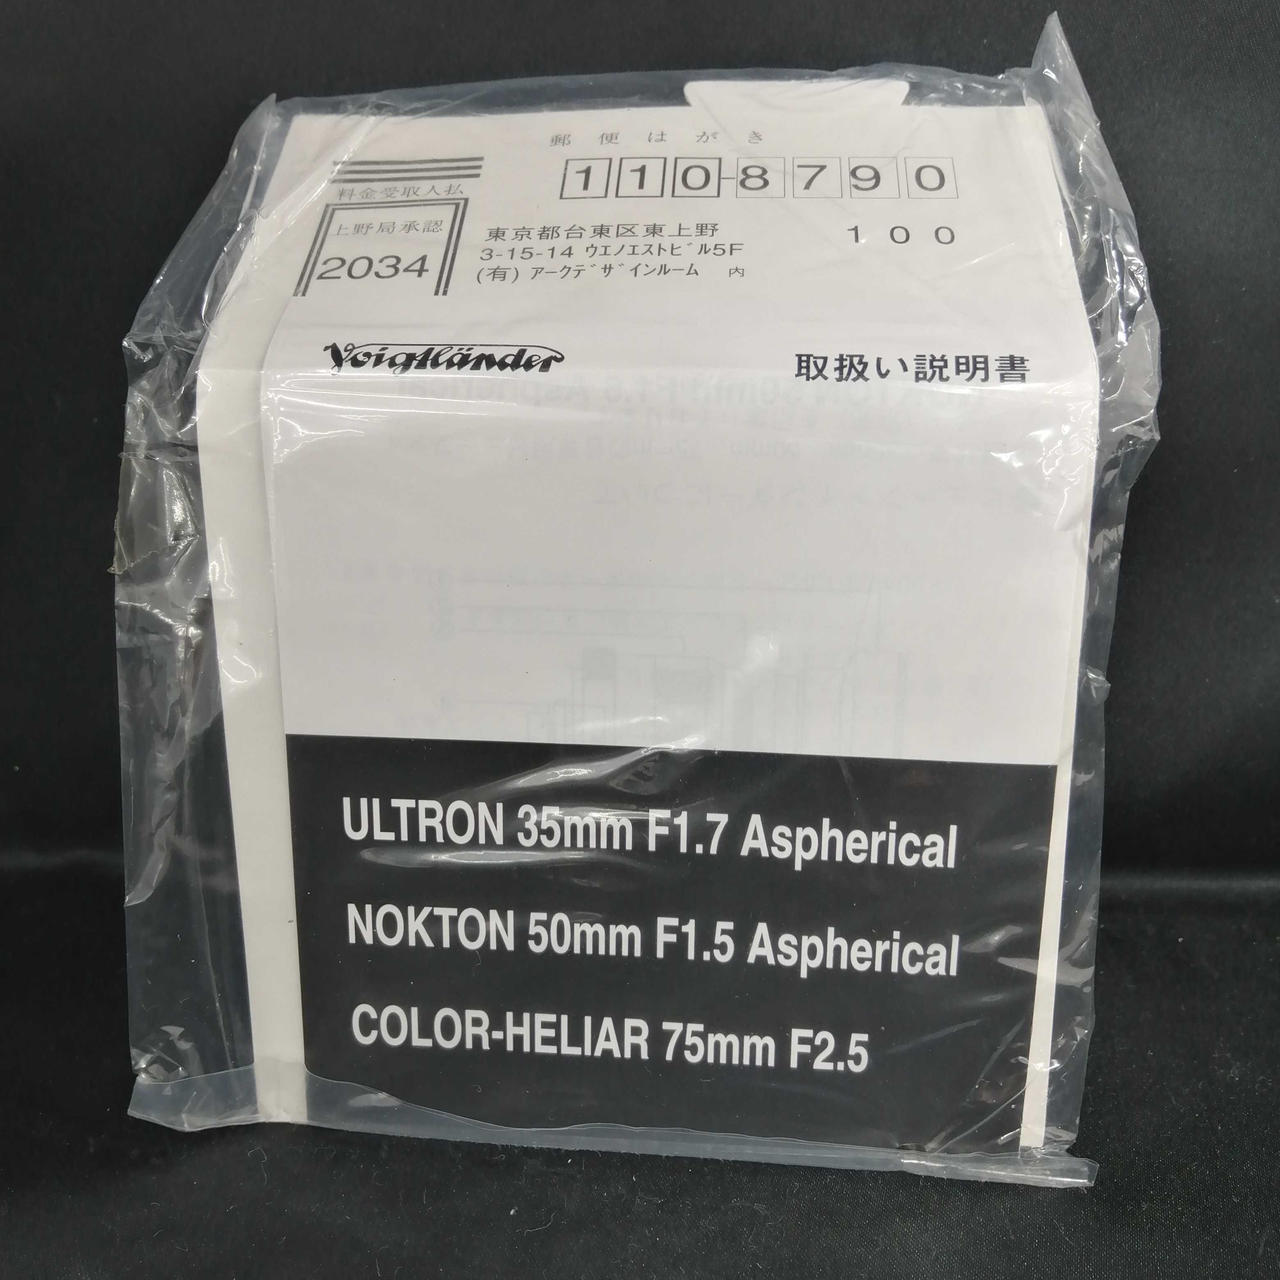 郵便はがき
110-8790
料金受取人払
上野局承認
2034
東京都台東区東上野
3-15-14 ウエノエストビル5F
(有) アークデザインルーム 内
100
Voigtländer
取扱い説明書
ULTRON 35mm F1.7 Aspherical
NOKTON 50mm F1.5 Aspherical
COLOR-HELIAR 75mm F2.5